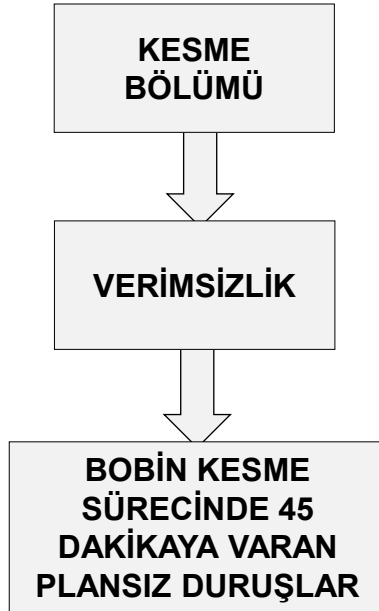 KESME
BÖLÜMÜ
VERİMSİZLİK
BOBİN KESME
SÜRECİNDE 45
DAKİKAYA VARAN
PLANSIZ DURUŞLAR